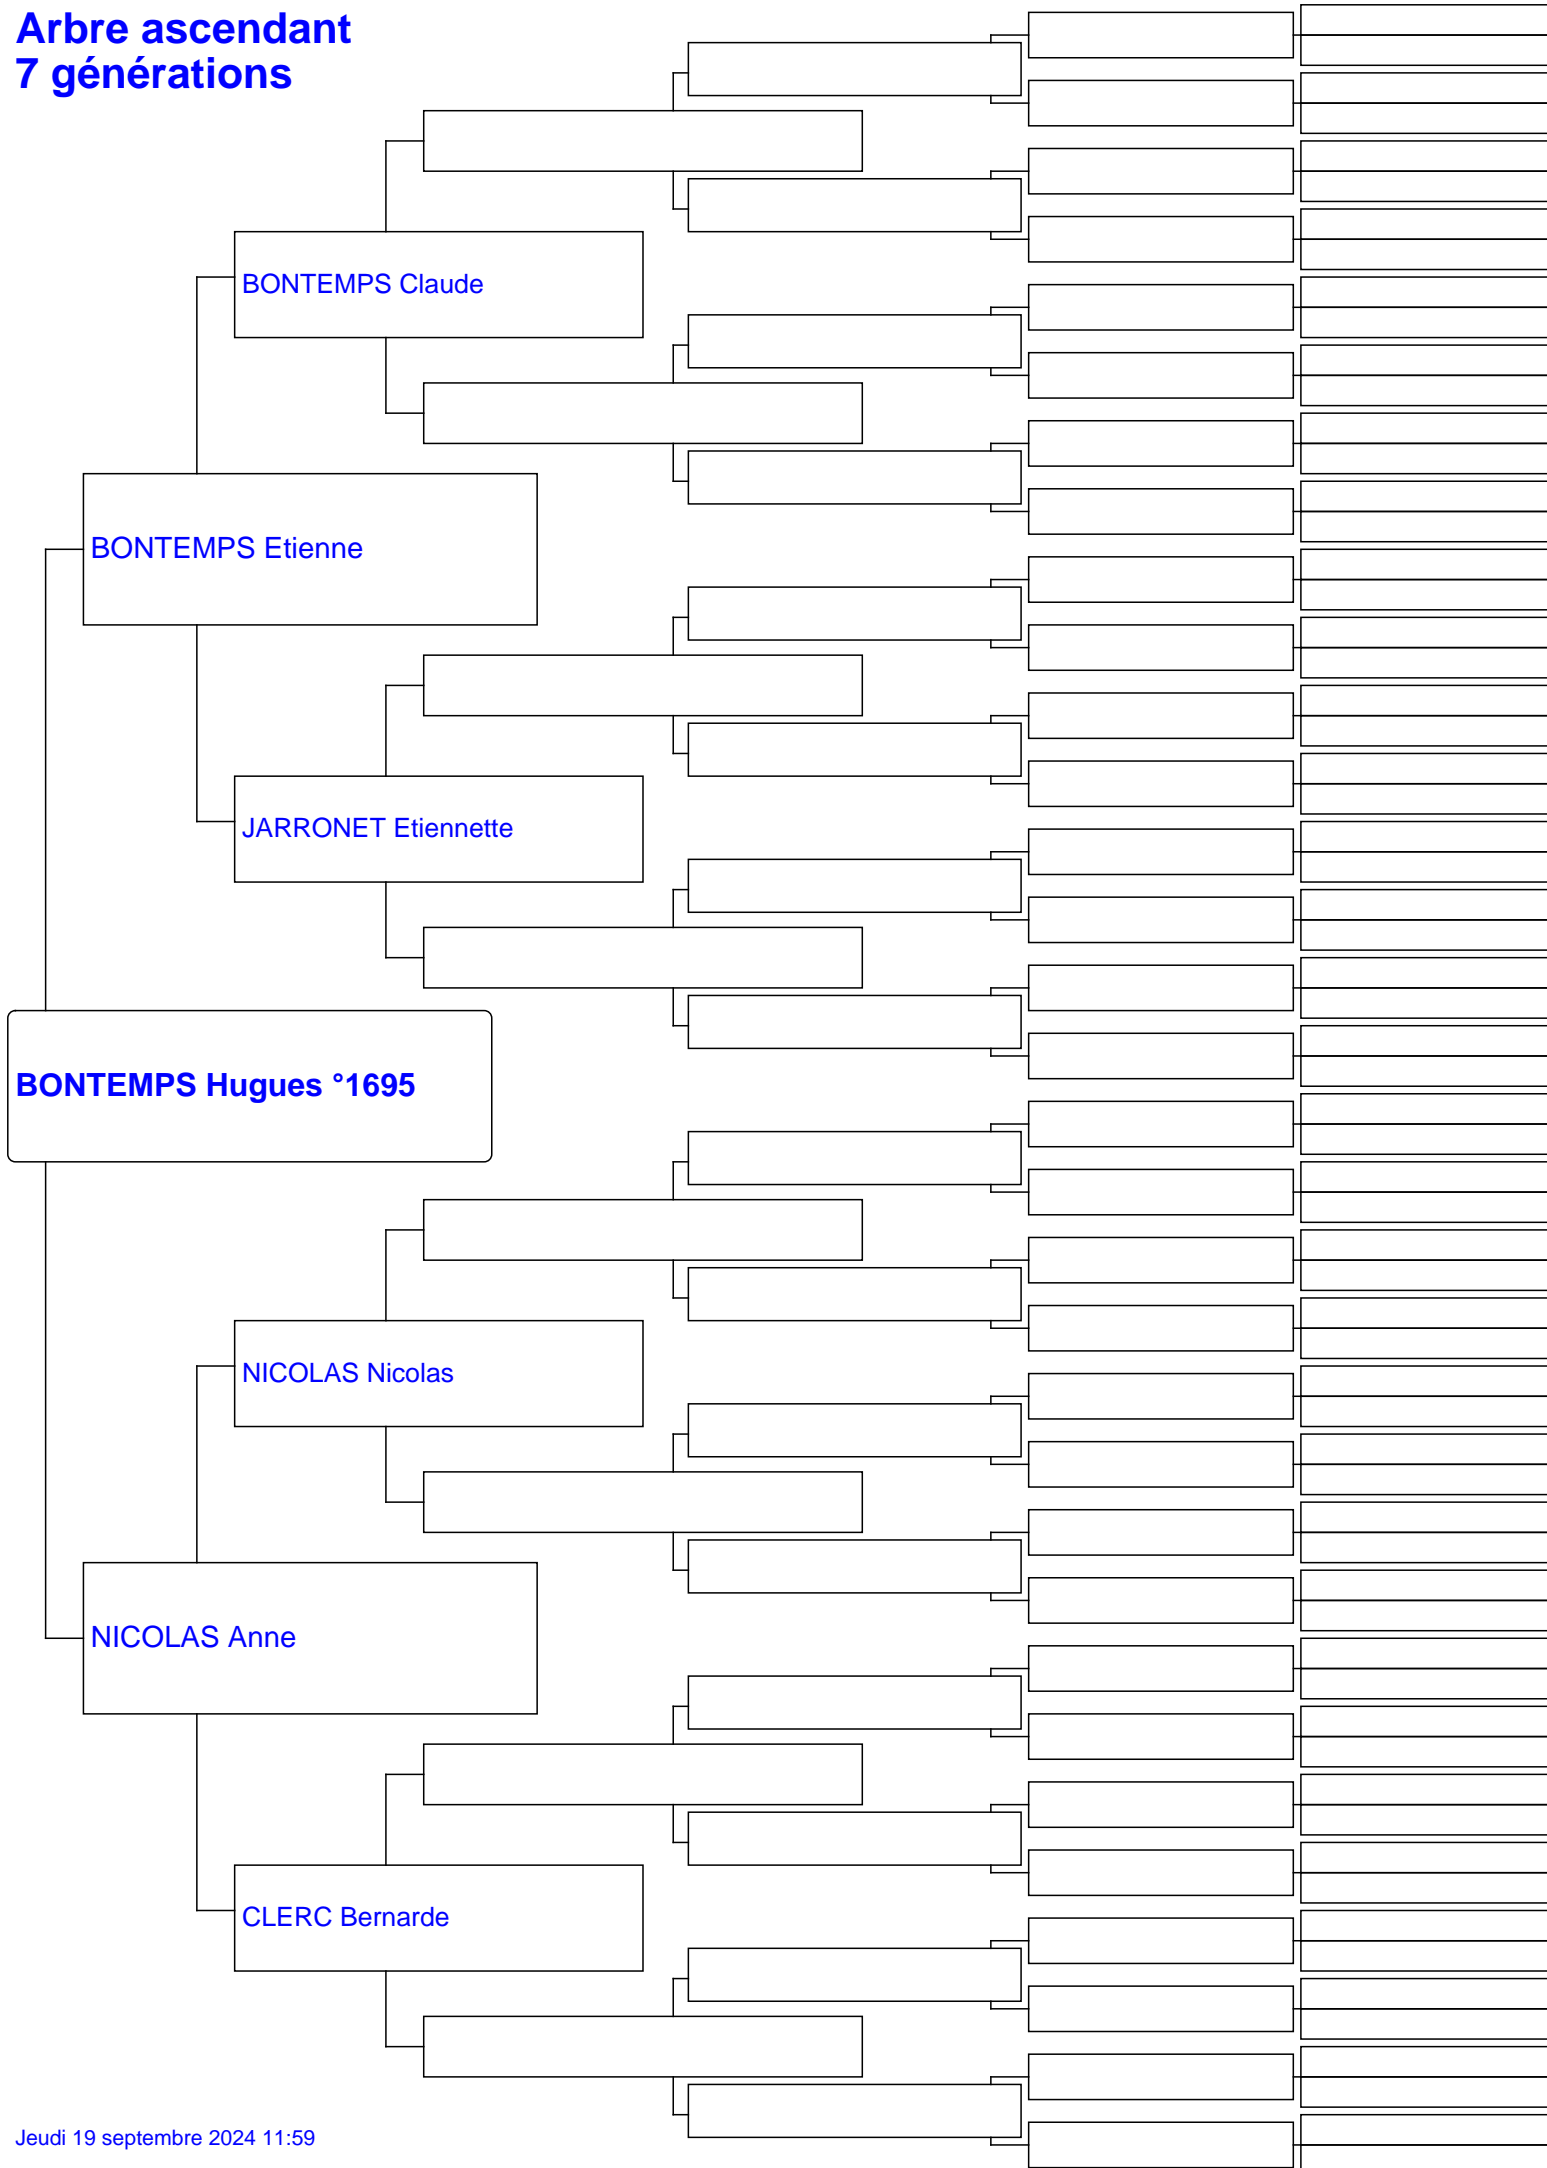 Arbre ascendant
7 générations
BONTEMPS Claude
BONTEMPS Etienne
JARRONET Etiennette
BONTEMPS Hugues °1695
NICOLAS Nicolas
NICOLAS Anne
CLERC Bernarde
Jeudi 19 septembre 2024 11:59